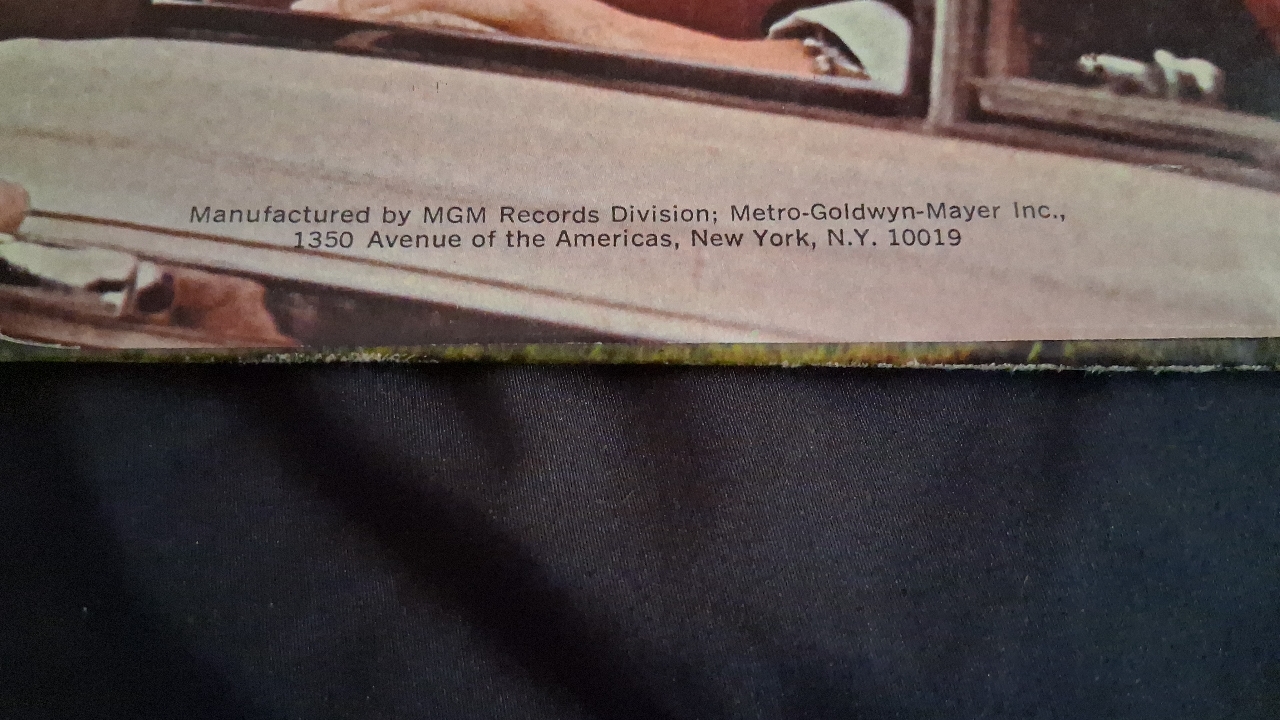 Manufactured by MGM Records Division; Metro-Goldwyn-Mayer Inc.,
1350 Avenue of the Americas, New York, N.Y. 10019